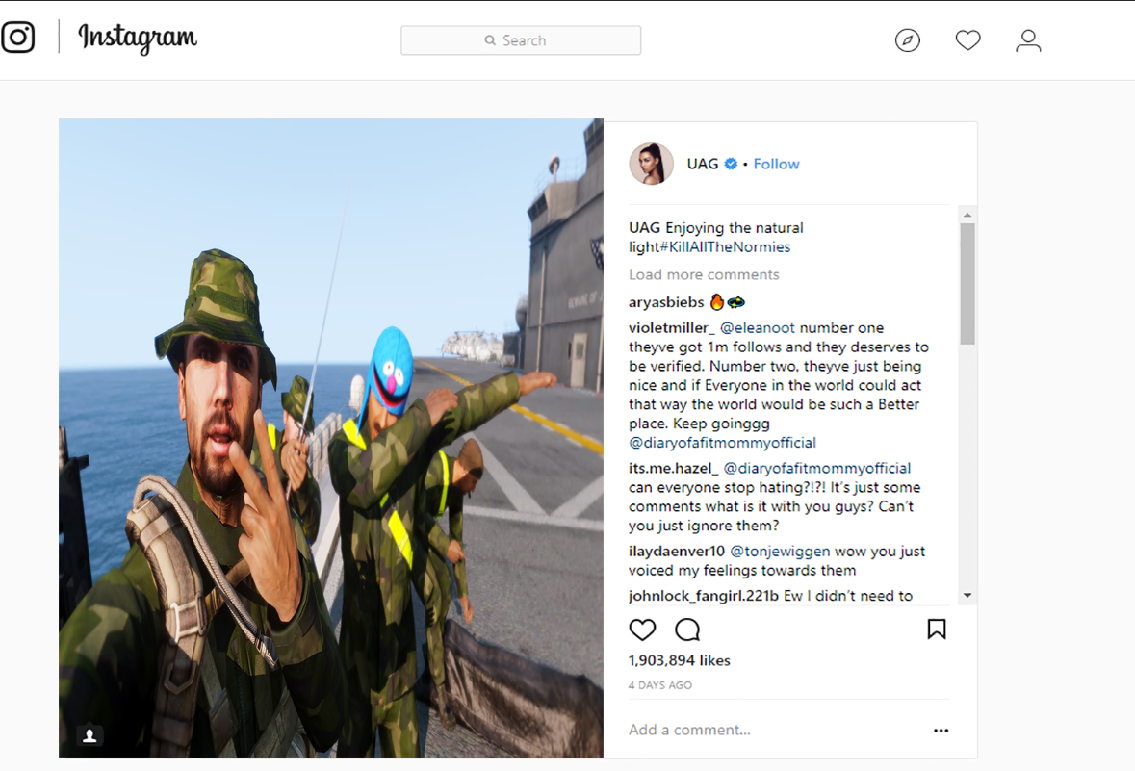 Instagram
Search
UAG • Follow
UAG Enjoying the natural
light#KillAllTheNormies
Load more comments
aryasbiebs 🔥
violetmiller_ @eleanoot number one
theyve got 1m follows and they deserves to
be verified. Number two, theyve just being
nice and if Everyone in the world could act
that way the world would be such a Better
place. Keep goinggg
@diaryofafitmommyofficial
its.me.hazel_ @diaryofafitmommyofficial
can everyone stop hating?!?! It's just some
comments what is it with you guys? Can't
you just ignore them?
ilaydaenver10 @tonjewiggen wow you just
voiced my feelings towards them
johnlock_fangirl.221b Ew I didn't need to
1,903,894 likes
4 DAYS AGO
Add a comment...
BEWARE OF